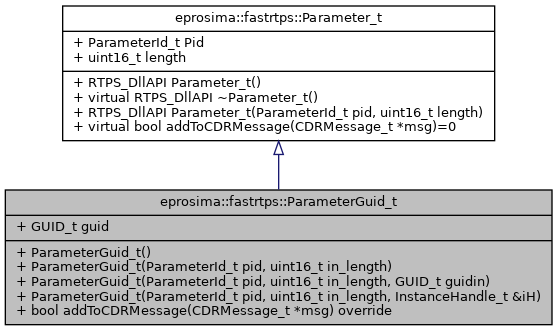 eprosima::fastrtps::Parameter_t
+ ParameterId_t Pid
+ uint16_t length
+ RTPS_DllAPI Parameter_t()
+ virtual RTPS_DllAPI ~Parameter_t()
+ RTPS_DllAPI Parameter_t(ParameterId_t pid, uint16_t length)
+ virtual bool addToCDRMessage(CDRMessage_t *msg)=0
eprosima::fastrtps::ParameterGuid_t
+ GUID_t guid
+ ParameterGuid_t()
+ ParameterGuid_t(ParameterId_t pid, uint16_t in_length)
+ ParameterGuid_t(ParameterId_t pid, uint16_t in_length, GUID_t guidin)
+ ParameterGuid_t(ParameterId_t pid, uint16_t in_length, InstanceHandle_t &iH)
+ bool addToCDRMessage(CDRMessage_t *msg) override